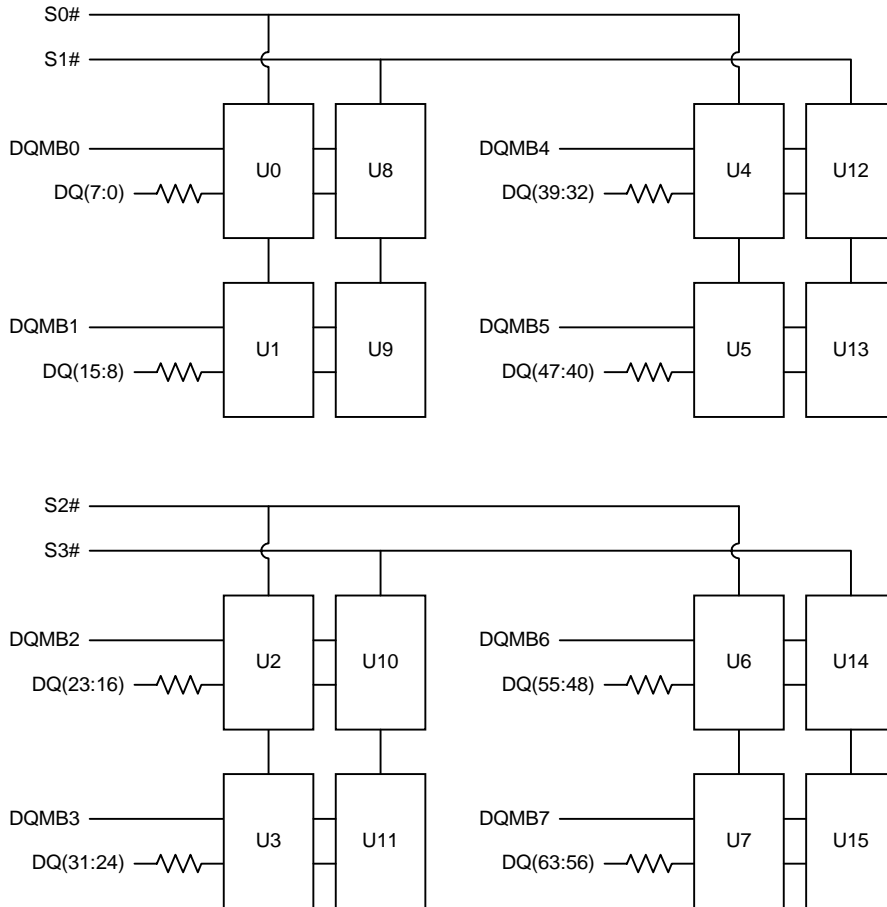 S0#
S1#
DQMB0
DQ(7:0)
U0
U8
DQMB4
DQ(39:32)
U4
U12
DQMB1
DQ(15:8)
U1
U9
DQMB5
DQ(47:40)
U5
U13
S2#
S3#
DQMB2
DQ(23:16)
U2
U10
DQMB6
DQ(55:48)
U6
U14
DQMB3
DQ(31:24)
U3
U11
DQMB7
DQ(63:56)
U7
U15